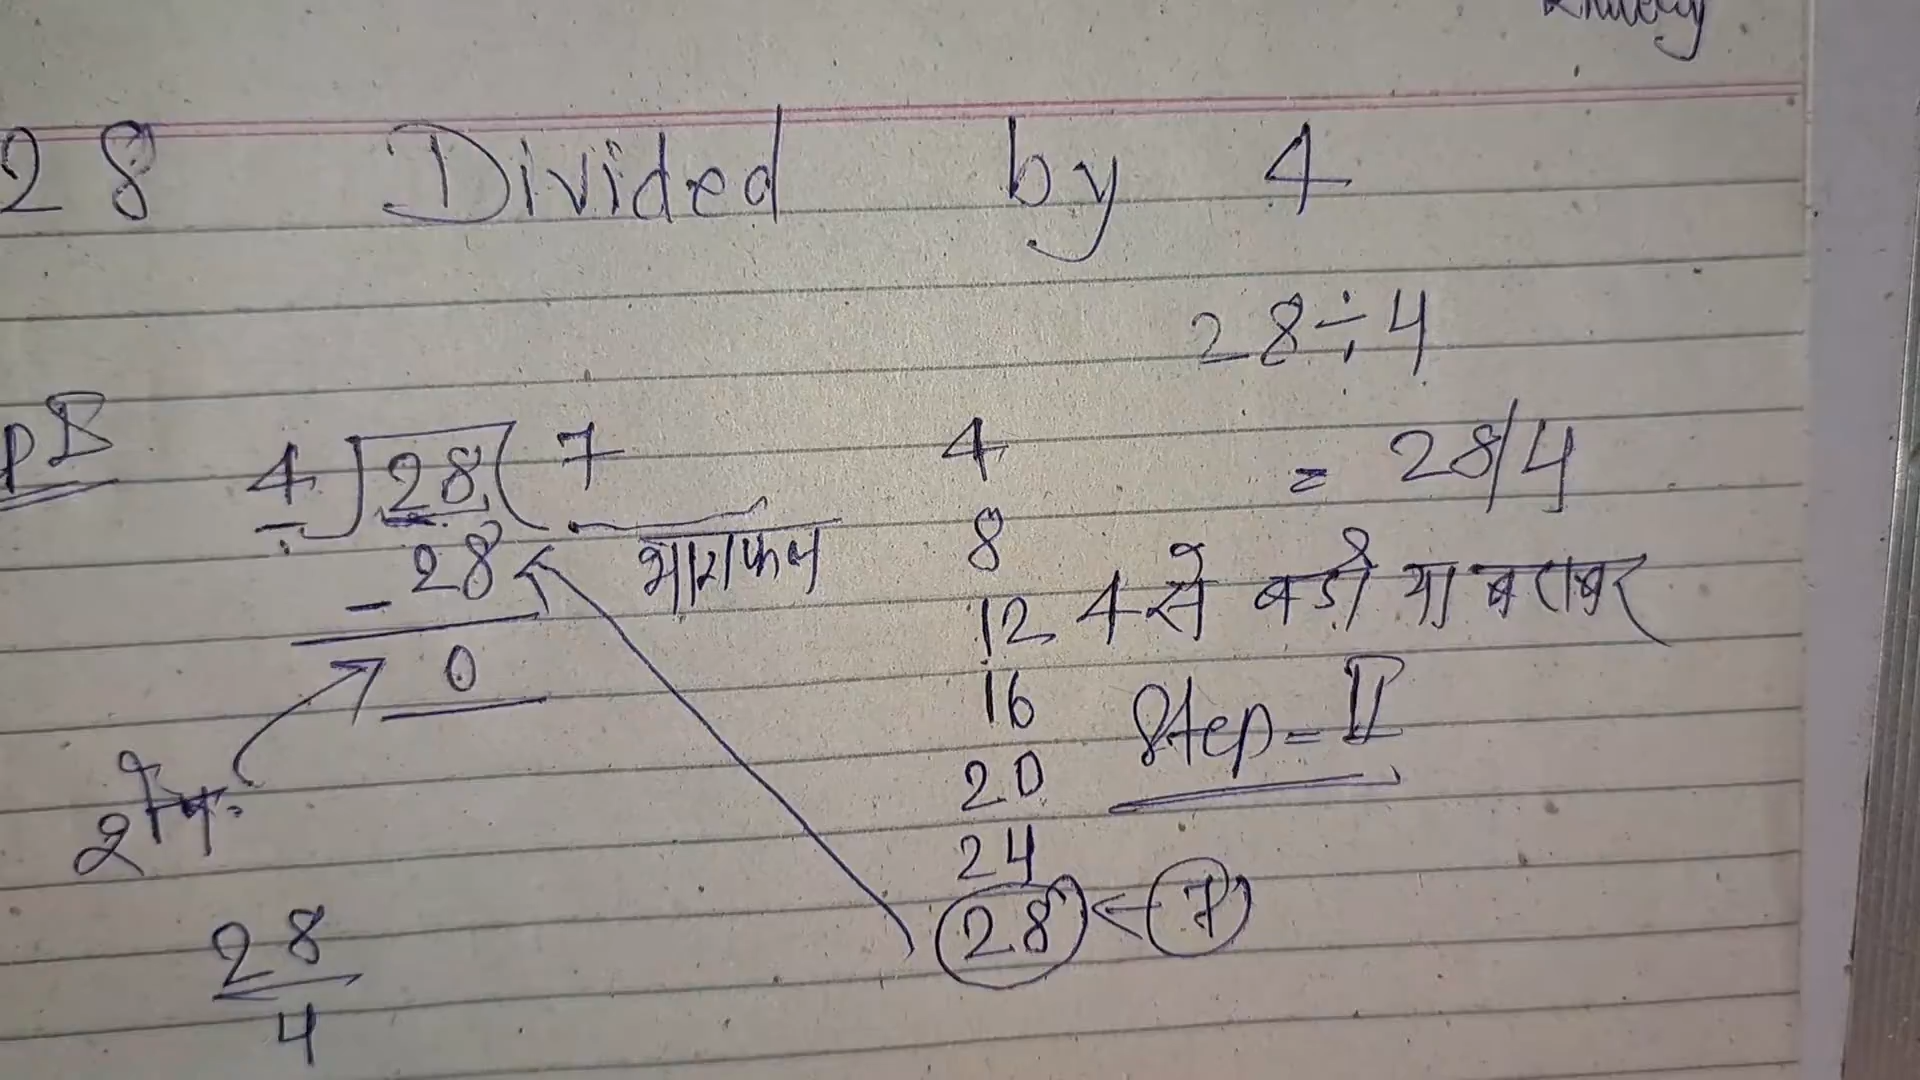 28 Divided by 4
28÷4
4 28 7 4 = 28/4
28 भागफल 8
4 से बडी या बराबर
- 12
0 16 Step = II
20
शेष 24
28 ← 7
28
4